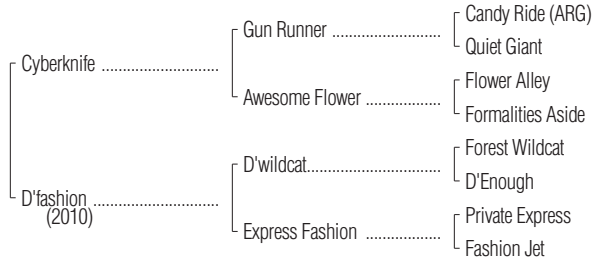 Candy Ride (ARG)
Gun Runner ....................
Quiet Giant
Cyberknife ............................
Flower Alley
Awesome Flower ..................
Formalities Aside
Forest Wildcat
D'wildcat..............................
D'Enough
D'fashion ..............................
(2010)
Private Express
Express Fashion ..................
Fashion Jet